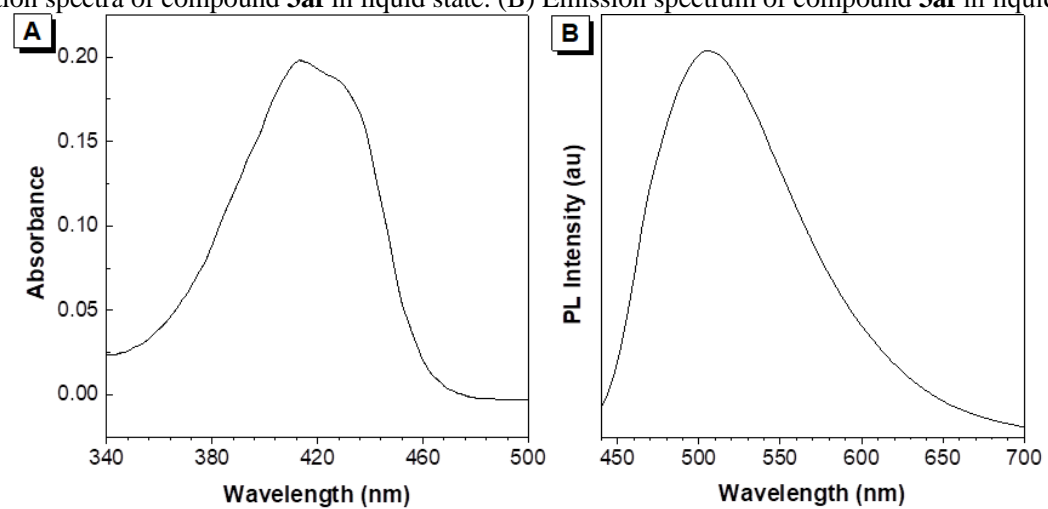 ion spectra of compound 3af in liquid state. (B) Emission spectrum of compound 3af in liquid
A
B
0.20
0.15
0.10
0.05
0.00
Absorbance
PL Intensity (au)
340 380 420 460 500
450 500 550 600 650 700
Wavelength (nm)
Wavelength (nm)